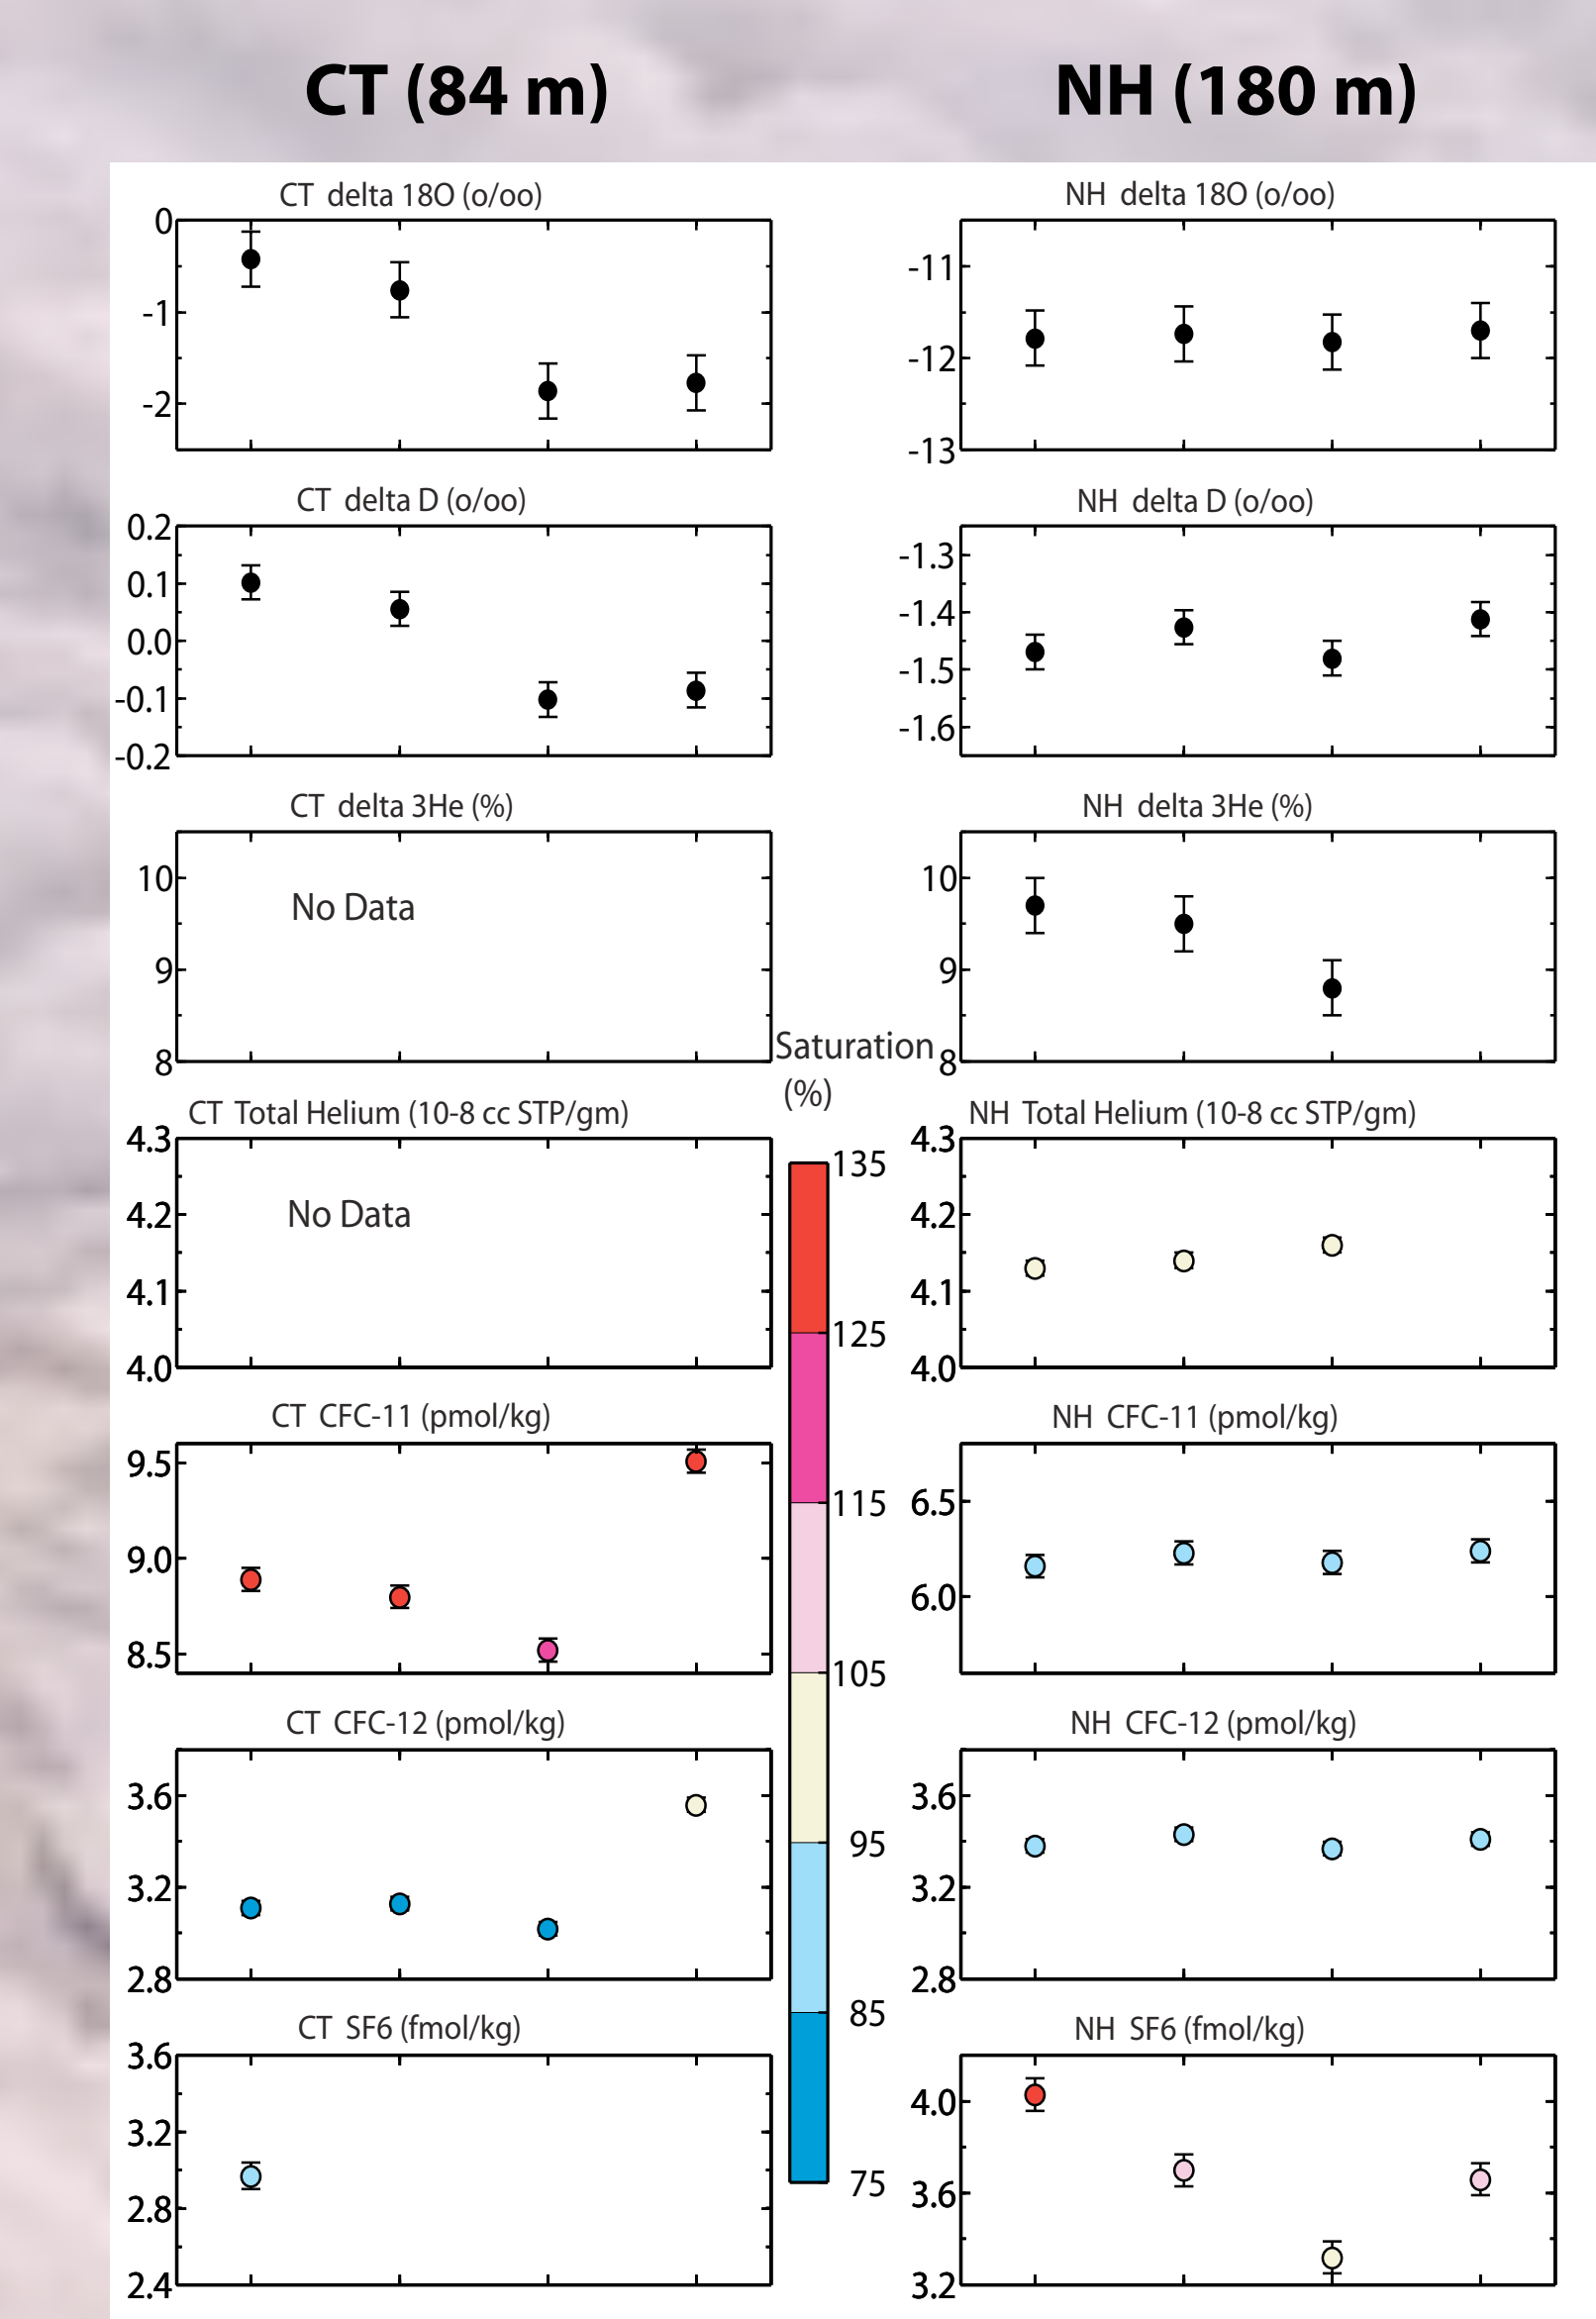 CT (84 m)
NH (180 m)
CT delta 18O (o/oo)
0
-1
-2
NH delta 18O (o/oo)
-11
-12
-13
CT delta D (o/oo)
0.2
0.1
0.0
-0.1
-0.2
NH delta D (o/oo)
-1.3
-1.4
-1.5
-1.6
CT delta 3He (%)
10
9
8
No Data
NH delta 3He (%)
10
9
8
Saturation
(%)
135
125
115
105
95
85
75
CT Total Helium (10-8 cc STP/gm)
4.3
4.2
4.1
4.0
No Data
NH Total Helium (10-8 cc STP/gm)
4.3
4.2
4.1
4.0
CT CFC-11 (pmol/kg)
9.5
9.0
8.5
NH CFC-11 (pmol/kg)
6.5
6.0
CT CFC-12 (pmol/kg)
3.6
3.2
2.8
NH CFC-12 (pmol/kg)
3.6
3.2
2.8
CT SF6 (fmol/kg)
3.6
3.2
2.8
2.4
NH SF6 (fmol/kg)
4.0
3.6
3.2